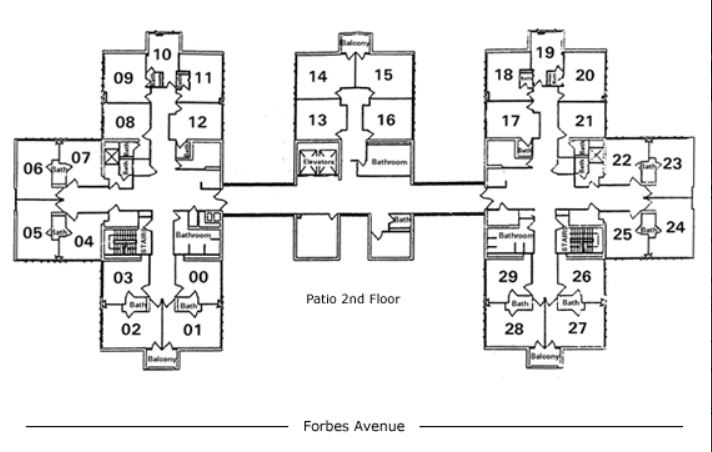 10
19
Balcony
09
11
14
15
18
20
Bath
08
12
13
16
17
21
Elevators
Bathroom
Bath
Bath
Bath
Bath
06
07
22
23
Bath
Bath
Bath
Bath
05
04
25
24
Bath
Bath
Bath
STAIRS
Bathroom
Bathroom
STAIRS
03
00
29
26
Patio 2nd Floor
Bath
Bath
Bath
Bath
02
01
28
27
Balcony
Balcony
Forbes Avenue